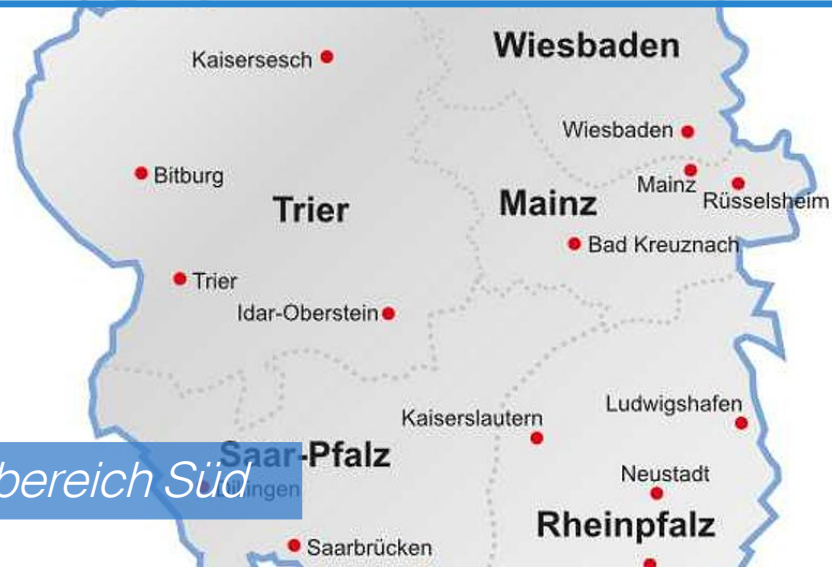 Wiesbaden
Kaisersesch
Wiesbaden
Bitburg
Mainz
Rüsselsheim
Trier
Mainz
Bad Kreuznach
Trier
Idar-Oberstein
Kaiserslautern
Ludwigshafen
Saar-Pfalz
bereich Süd
Dillingen
Neustadt
Rheinpfalz
Saarbrücken